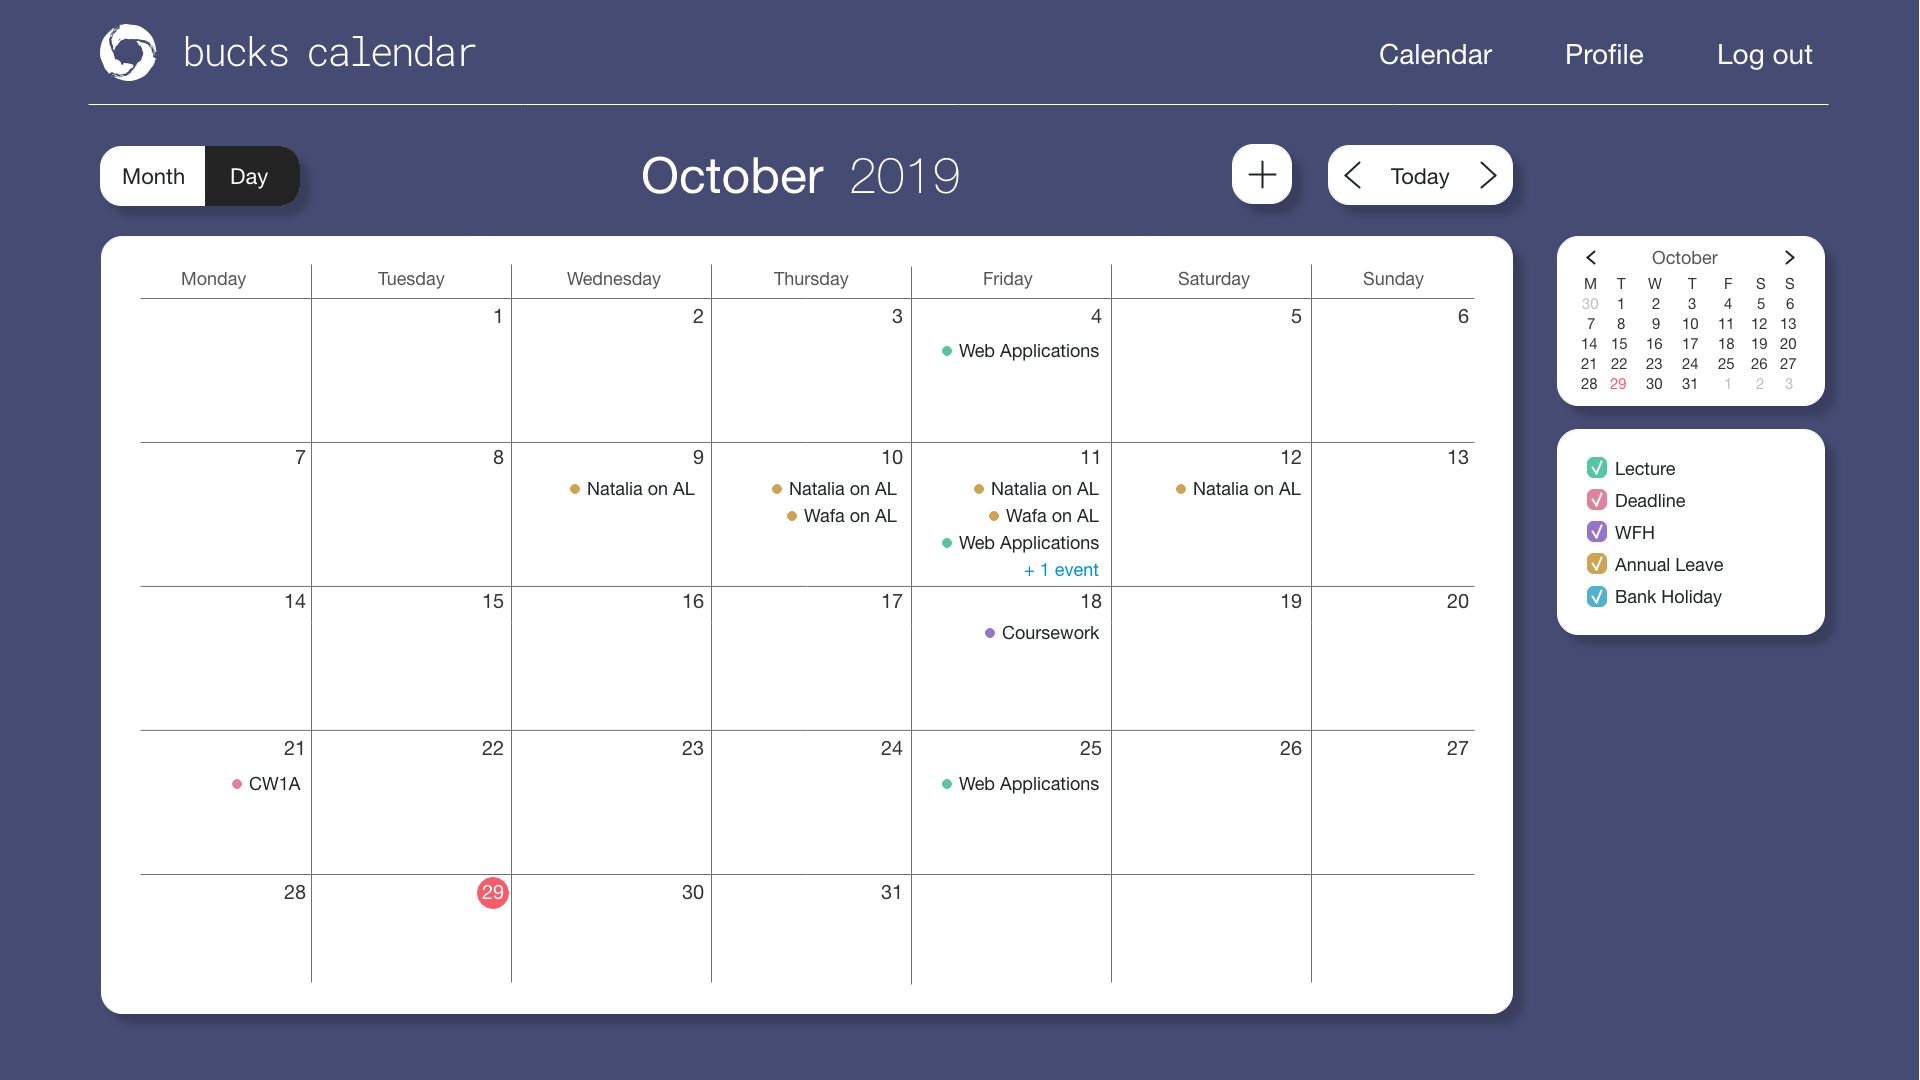 bucks calendar
Calendar Profile Log out
Month Day
October 2019
+
Today
Monday Tuesday Wednesday Thursday Friday Saturday Sunday
1 2 3 4 5 6
Web Applications
7 8 9 10 11 12 13
Natalia on AL Natalia on AL Natalia on AL Natalia on AL
Wafa on AL Wafa on AL
Web Applications
+ 1 event
14 15 16 17 18 19 20
Coursework
21 22 23 24 25 26 27
CW1A Web Applications
28 29 30 31
October
M T W T F S S
30 1 2 3 4 5 6
7 8 9 10 11 12 13
14 15 16 17 18 19 20
21 22 23 24 25 26 27
28 29 30 31 1 2 3
Lecture
Deadline
WFH
Annual Leave
Bank Holiday